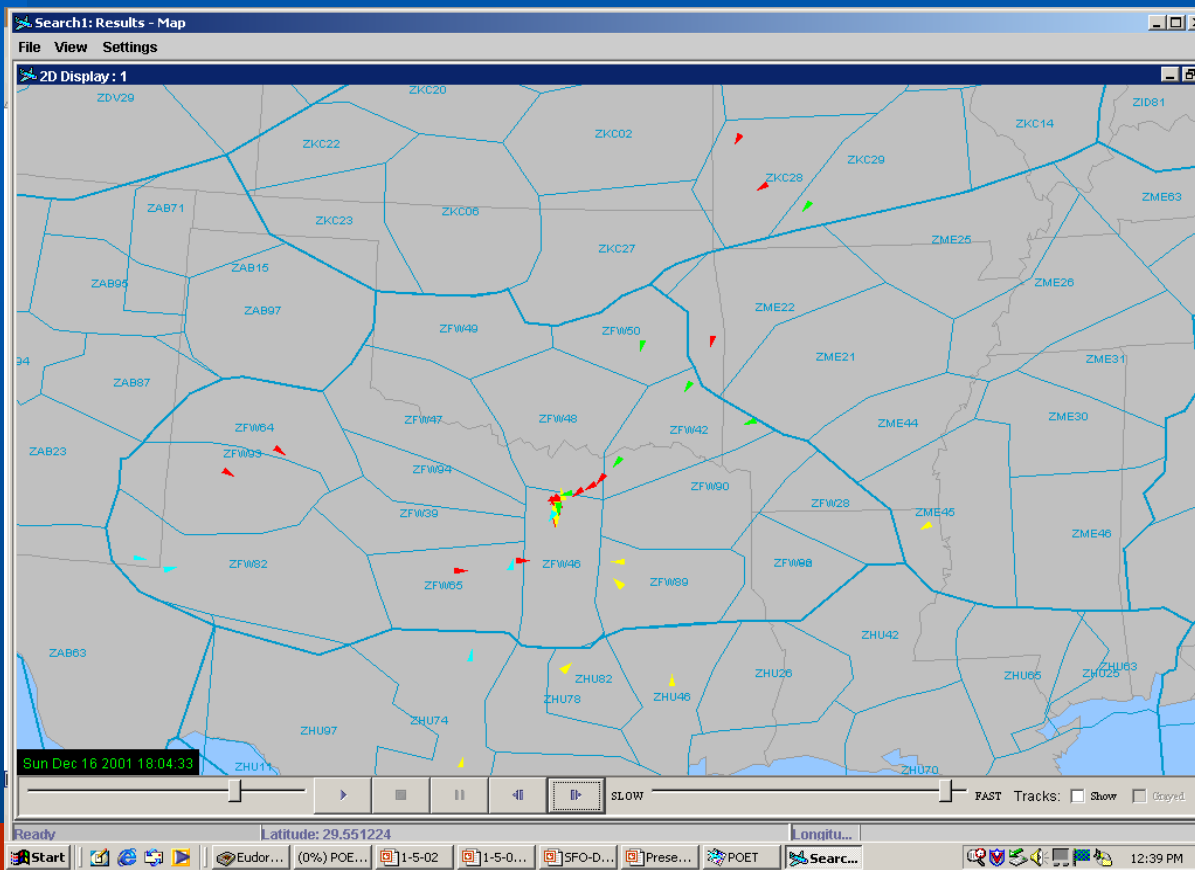 Search1: Results - Map
File View Settings
2D Display : 1
ZDV29
ZKC20
ZID81
ZKC22
ZKC02
ZKC14
ZKC29
ZKC28
ZAB71
ZKC23
ZKC06
ZME63
ZKC27
ZME25
ZAB15
ZAB95
ZME26
ZAB97
ZME22
ZFW49
ZFW50
94
ZME21
ZME31
ZAB87
ZFW47
ZFW48
ZME30
ZFW64
ZFW42
ZME44
ZAB23
ZFW93
ZFW94
ZFW90
ZFW28
ZFW39
ZME45
ZME46
ZFW82
ZFW46
ZFW65
ZFW89
ZHU42
ZAB63
ZHU82
ZHU26
ZHU65
ZHU25
ZHU63
ZHU78
ZHU46
ZHU74
ZHU97
ZHU11
ZHU70
Sun Dec 16 2001 18:04:33
SLOW FAST Tracks: Show Grayed
Ready Latitude: 29.551224 Longitu...
Start Eudor... (0%) POE... 1-5-02 1-5-0... SFO-D... Prese... POET Searc... 12:39 PM